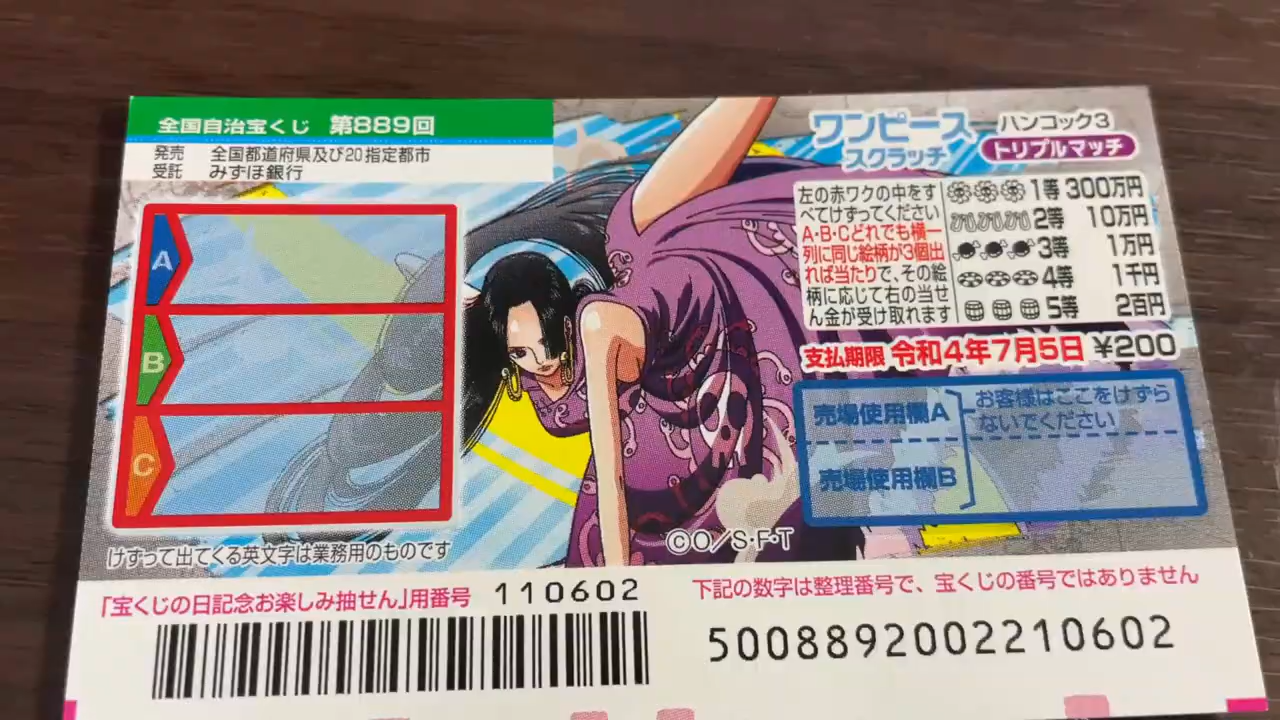 全国自治宝くじ 第889回
発売 全国都道府県及び20指定都市
受託 みずほ銀行
A
B
C
けずって出てくる英文字は業務用のものです
ワンピース
スクラッチ
ハンコック3
トリプルマッチ
左の赤ワクの中をす
べてけずってください
A・B・Cどれでも横一
列に同じ絵柄が3個出
れば当たりで、その絵
柄に応じて右の当せ
ん金が受け取れます
1等 300万円
2等 10万円
3等 1万円
4等 1千円
5等 2百円
支払期限 令和4年7月5日 ¥200
売場使用欄A
売場使用欄B
お客様はここをけずら
ないでください
©O/S・F・T
「宝くじの日記念お楽しみ抽せん」用番号 110602
下記の数字は整理番号で、宝くじの番号ではありません
5008892002210602